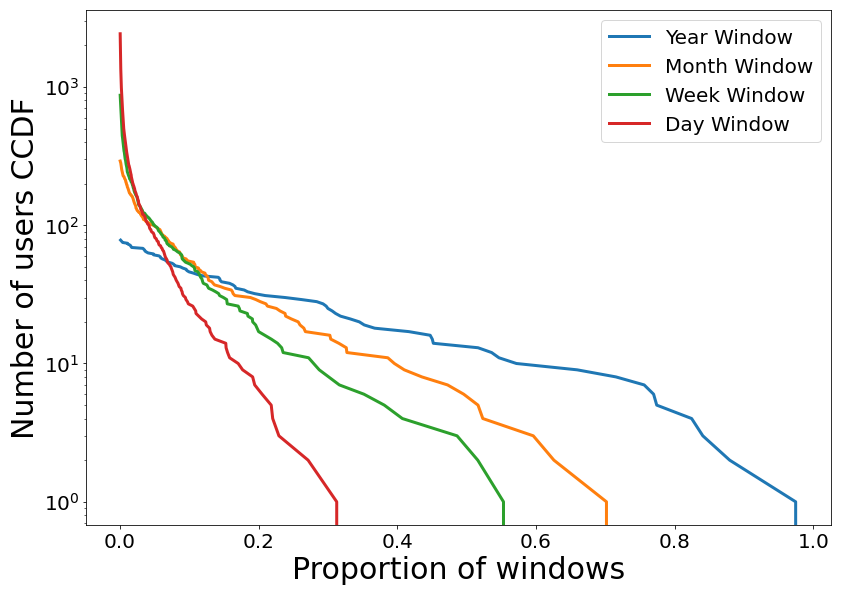 Number of users CCDF
10³
10²
10¹
10⁰
Year Window
Month Window
Week Window
Day Window
0.0 0.2 0.4 0.6 0.8 1.0
Proportion of windows